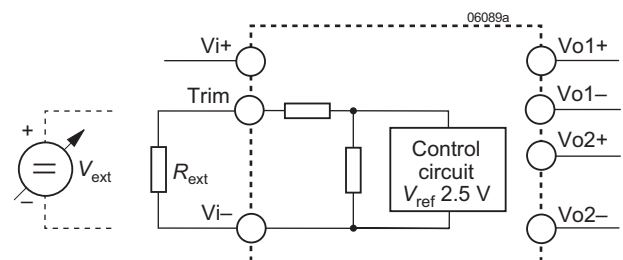 06089a
Vi+
Vo1+
Trim
Vo1–
Vo2+
+
Vext
–
Rext
Control
circuit
Vref 2.5 V
Vi–
Vo2–